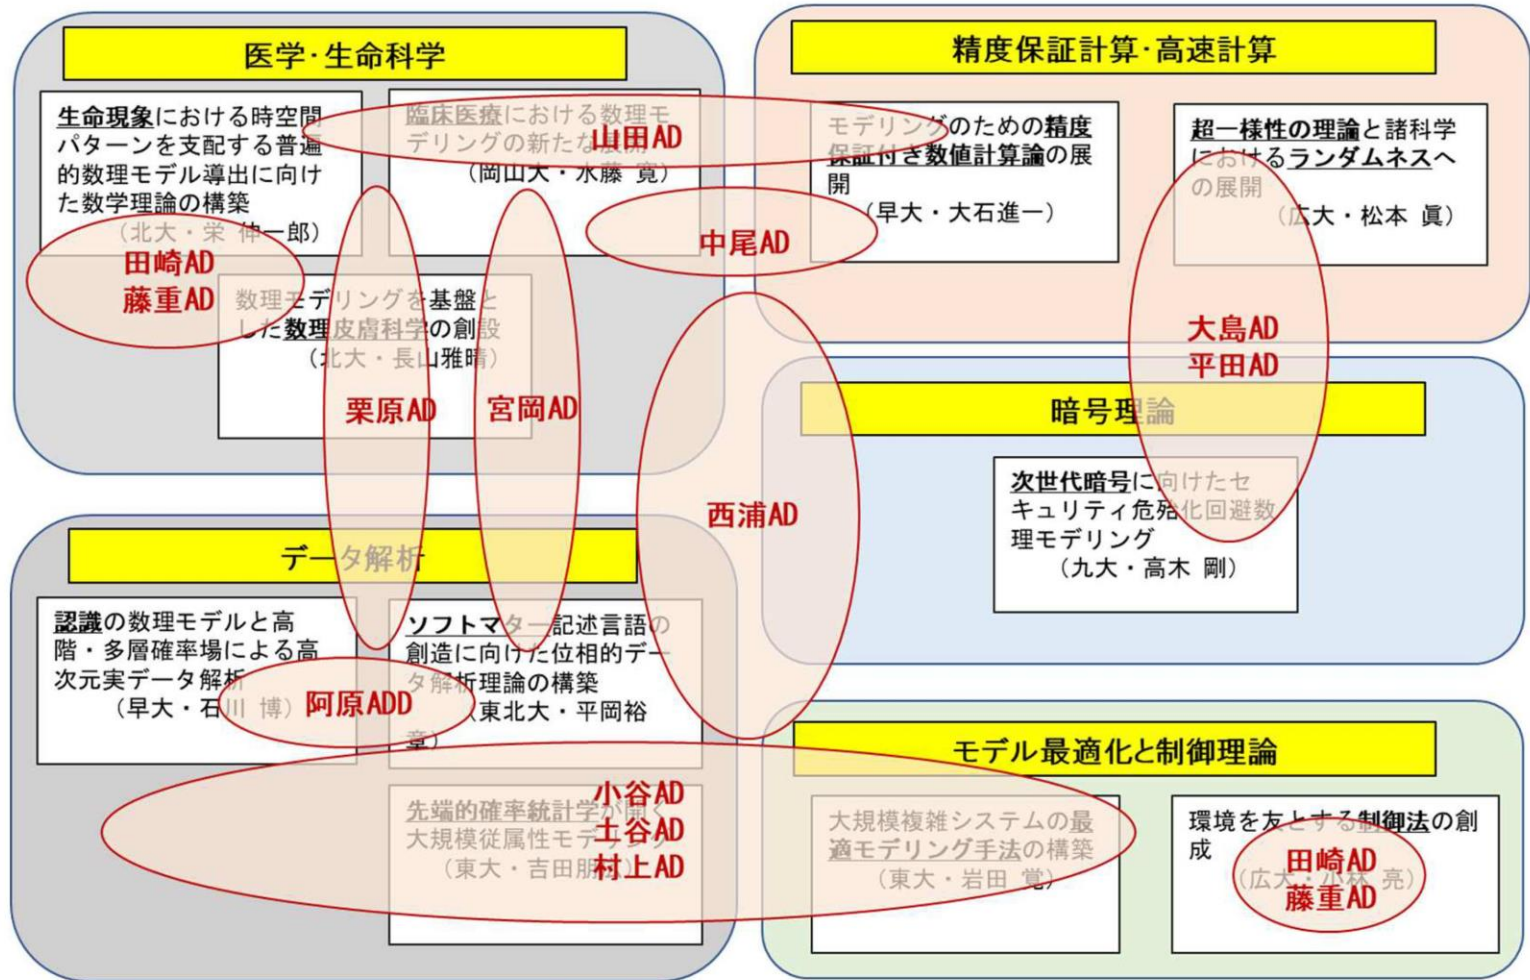 医学・生命科学
生命現象における時空間
パターンを支配する普遍
的数理モデル導出に向け
た数学理論の構築
(北大・栄 伸一郎)
臨床医療における数理モ
デリングの新たな展開
(岡山大・水藤 寛)
山田AD
中尾AD
田崎AD
藤重AD
数理モデリングを基盤と
した数理皮膚科学の創設
(北大・長山雅晴)
栗原AD
宮岡AD
精度保証計算・高速計算
モデリングのための精度
保証付き数値計算論の展
開
(早大・大石進一)
超一様性の理論と諸科学
におけるランダムネスへ
の展開
(広大・松本 眞)
大島AD
平田AD
暗号理論
次世代暗号に向けたセ
キュリティ危殆化回避数
理モデリング
(九大・高木 剛)
西浦AD
データ解析
認識の数理モデルと高
階・多層確率場による高
次元実データ解析
(早大・石川 博)
ソフトマター記述言語の
創造に向けた位相的デー
タ解析理論の構築
(東北大・平岡裕
章)
阿原ADD
先端的確率統計学が開く
大規模従属性モデリング
(東大・吉田朋広)
小谷AD
土谷AD
村上AD
モデル最適化と制御理論
大規模複雑システムの最
適モデリング手法の構築
(東大・岩田 覚)
環境を友とする制御法の創
成
(広大・小林 亮)
田崎AD
藤重AD